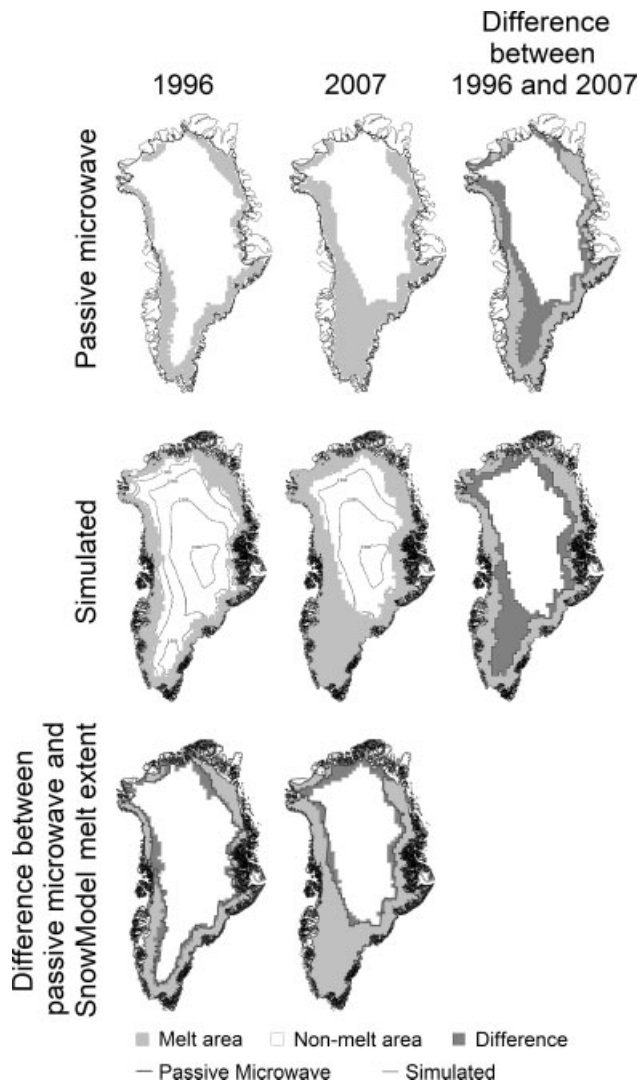 Difference
between
1996 2007 1996 and 2007
Passive microwave
Simulated
Difference between
passive microwave and
SnowModel melt extent
Melt area Non-melt area Difference
Passive Microwave Simulated